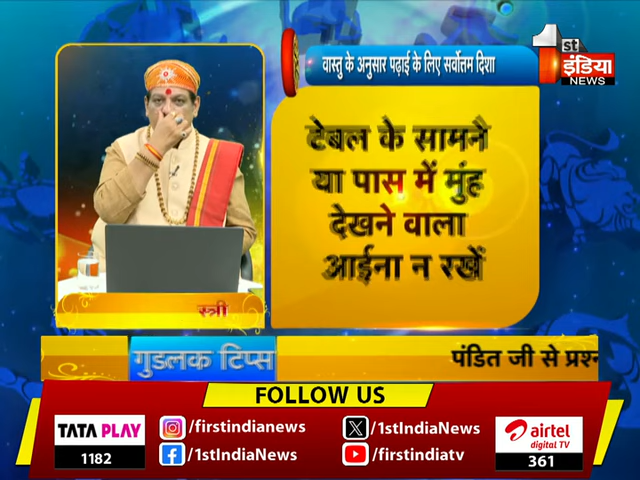 1st
इंडिया
NEWS
वास्तु के अनुसार पढ़ाई के लिए सर्वोत्तम दिशा
टेबल के सामने
या पास में मुंह
देखने वाला
आईना न रखें
स्त्री
गुडलक टिप्स
पंडित जी से प्रश्न
FOLLOW US
TATA PLAY
1182
/firstindianews
/1stIndiaNews
/1stIndiaNews
/firstindiatv
airtel
digital TV
361